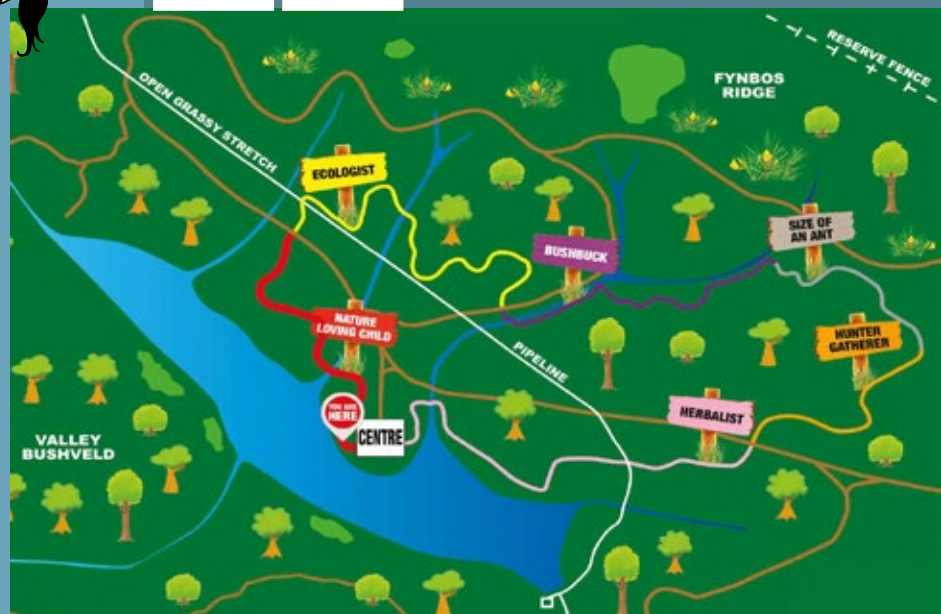 RESERVE FENCE
FYNBOS
RIDGE
OPEN GRASSY STRETCH
ECOLOGIST
SIZE OF
AN ANT
BUSHBUCK
NATURE
LOVING CHILD
HUNTER
GATHERER
PIPELINE
YOU ARE
HERE
HERBALIST
CENTRE
VALLEY
BUSHVELD